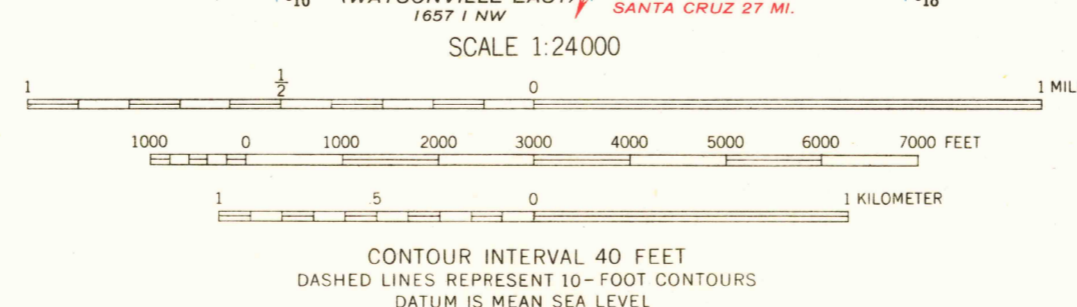 (WATSONVILLE EAST)
1657 I NW
SANTA CRUZ 27 MI.
SCALE 1:24000
1 1/2 0 1 MIL
1000 0 1000 2000 3000 4000 5000 6000 7000 FEET
1 .5 0 1 KILOMETER
CONTOUR INTERVAL 40 FEET
DASHED LINES REPRESENT 10-FOOT CONTOURS
DATUM IS MEAN SEA LEVEL